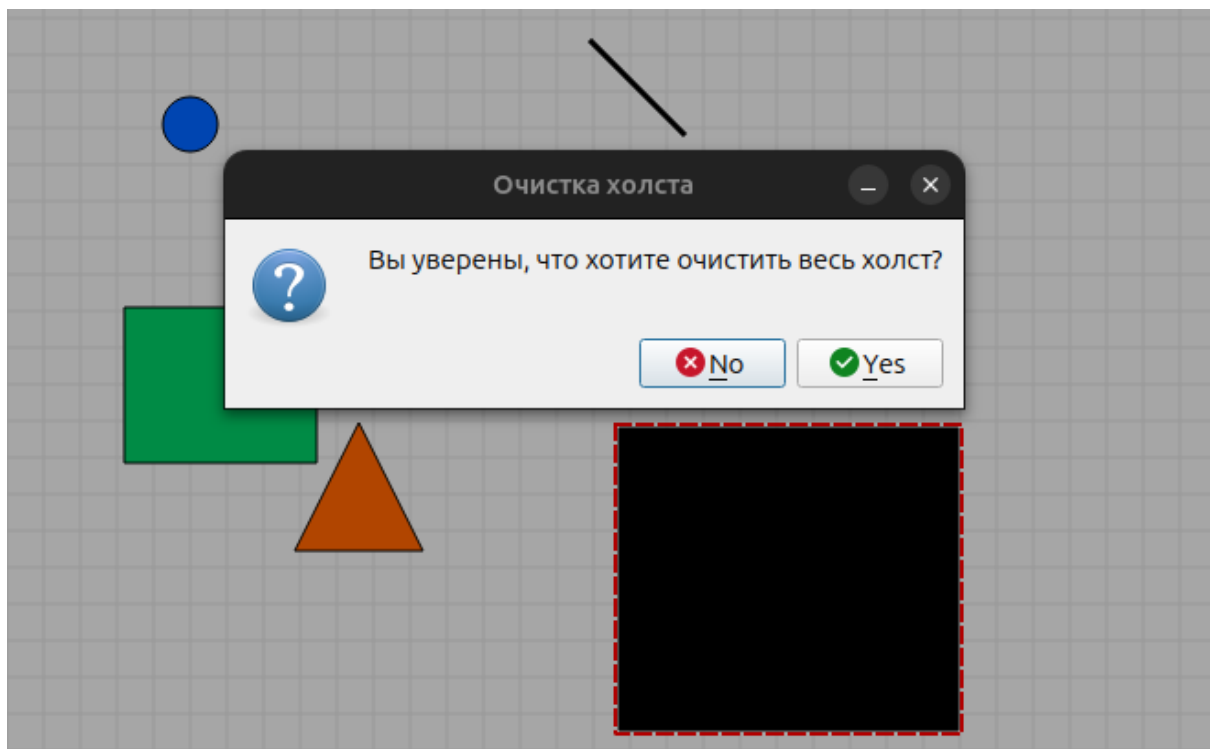 Очистка холста
Вы уверены, что хотите очистить весь холст?
No
Yes